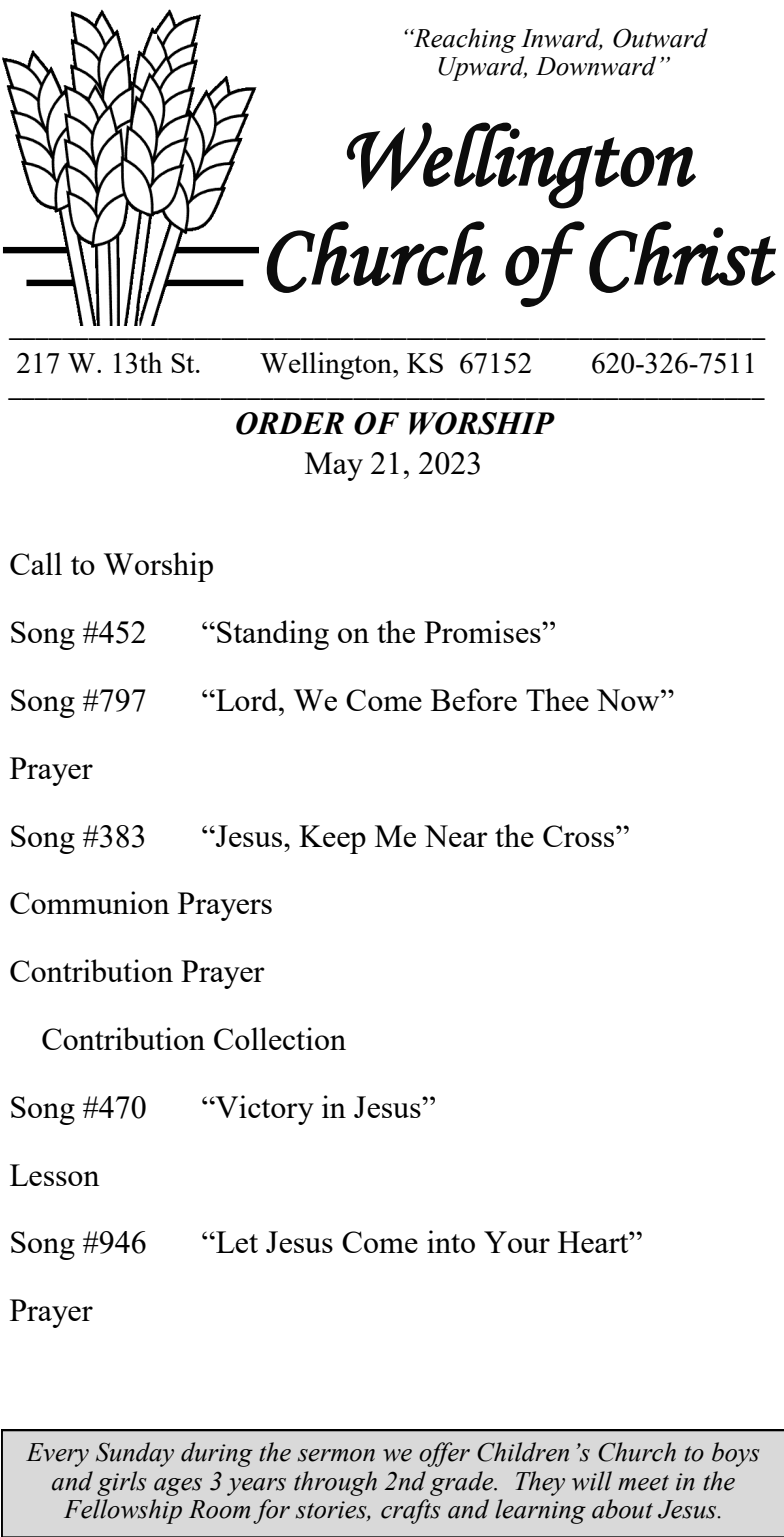 “Reaching Inward, Outward
Upward, Downward”
Wellington
Church of Christ
217 W. 13th St. Wellington, KS 67152 620-326-7511
ORDER OF WORSHIP
May 21, 2023
Call to Worship
Song #452 “Standing on the Promises”
Song #797 “Lord, We Come Before Thee Now”
Prayer
Song #383 “Jesus, Keep Me Near the Cross”
Communion Prayers
Contribution Prayer
Contribution Collection
Song #470 “Victory in Jesus”
Lesson
Song #946 “Let Jesus Come into Your Heart”
Prayer
Every Sunday during the sermon we offer Children’s Church to boys
and girls ages 3 years through 2nd grade. They will meet in the
Fellowship Room for stories, crafts and learning about Jesus.